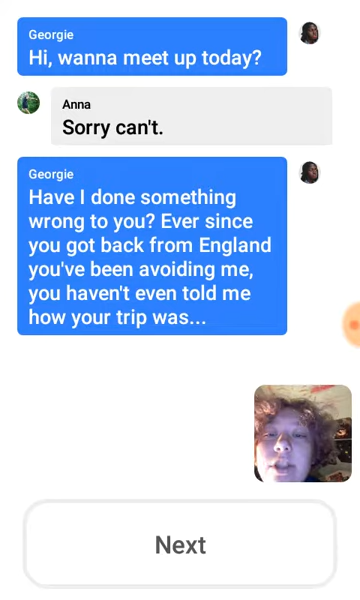 Georgie
Hi, wanna meet up today?
Anna
Sorry can't.
Georgie
Have I done something
wrong to you? Ever since
you got back from England
you've been avoiding me,
you haven't even told me
how your trip was...
Next